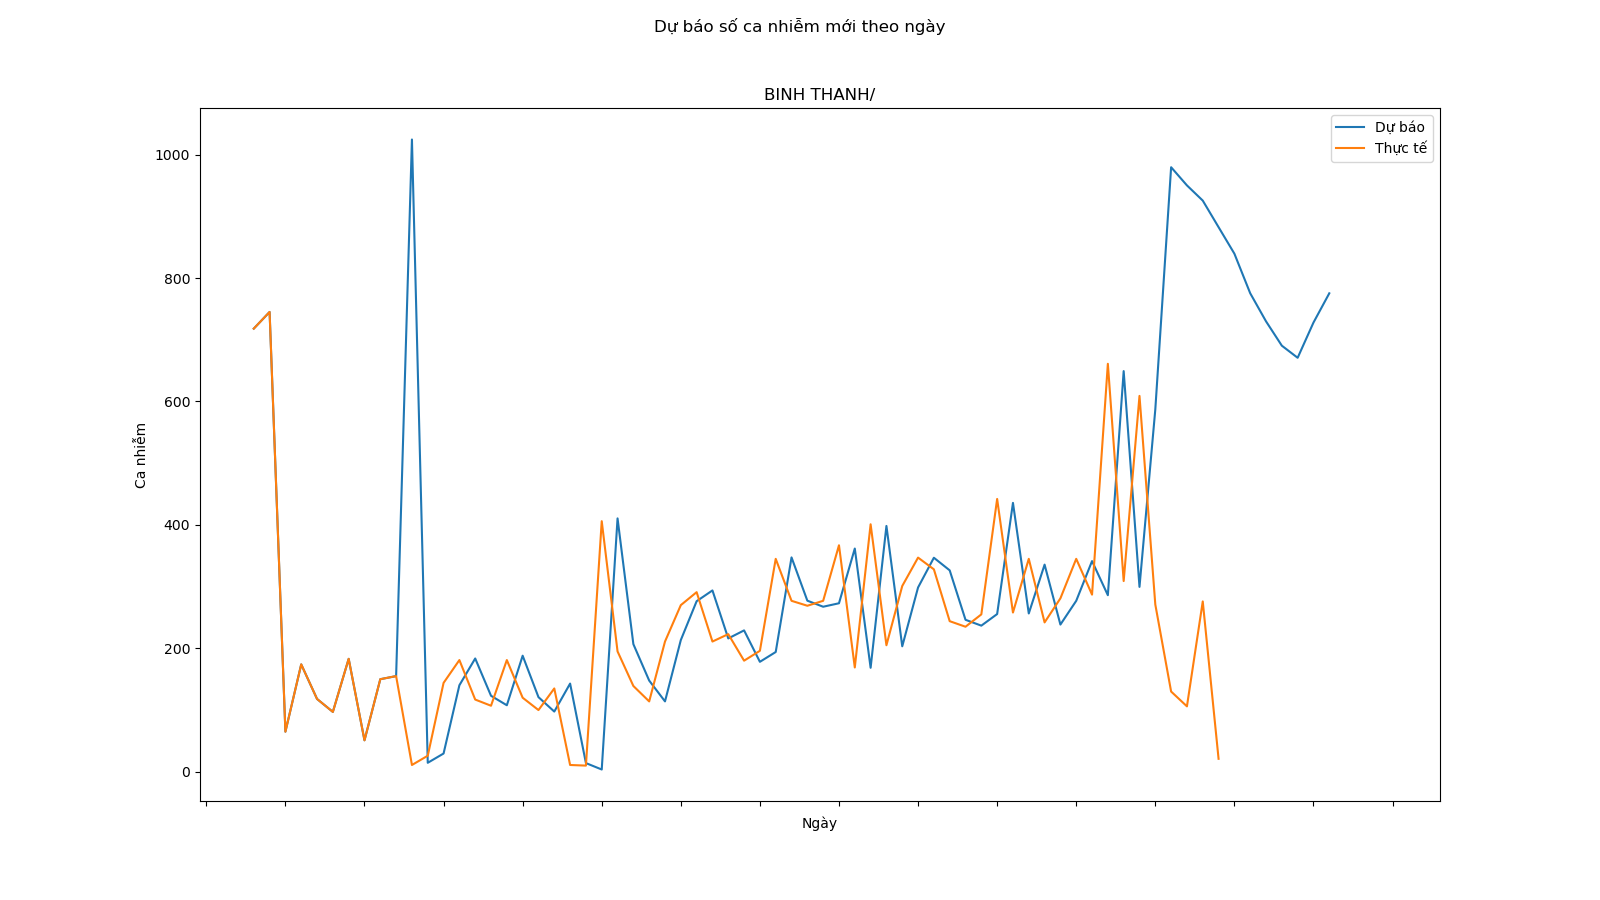 Dự báo số ca nhiễm mới theo ngày
BINH THANH/
Dự báo
Thực tế
1000
800
600
400
200
0
Ca nhiễm
Ngày